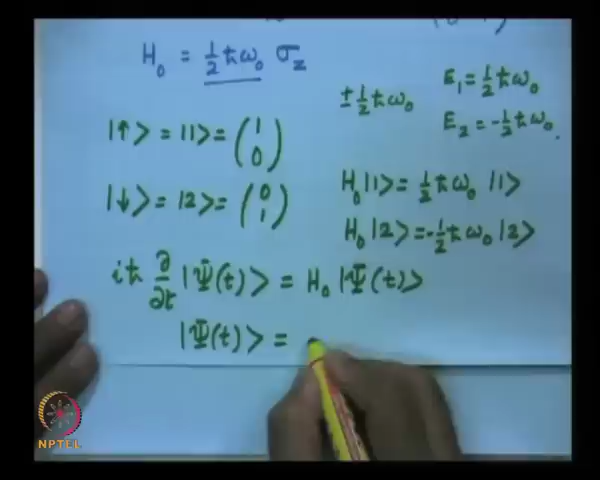 H₀ = ½ ħω₀ σ_z
± ½ ħω₀
E₁ = ½ ħω₀
E₂ = -½ ħω₀.
|↑> = |1> = (1 0)
|↓> = |2> = (0 1)
H₀|1> = ½ ħω₀ |1>
H₀|2> = -½ ħω₀ |2>
iħ ∂/∂t |Ψ(t)> = H₀ |Ψ(t)>
|Ψ(t)> =
NPTEL